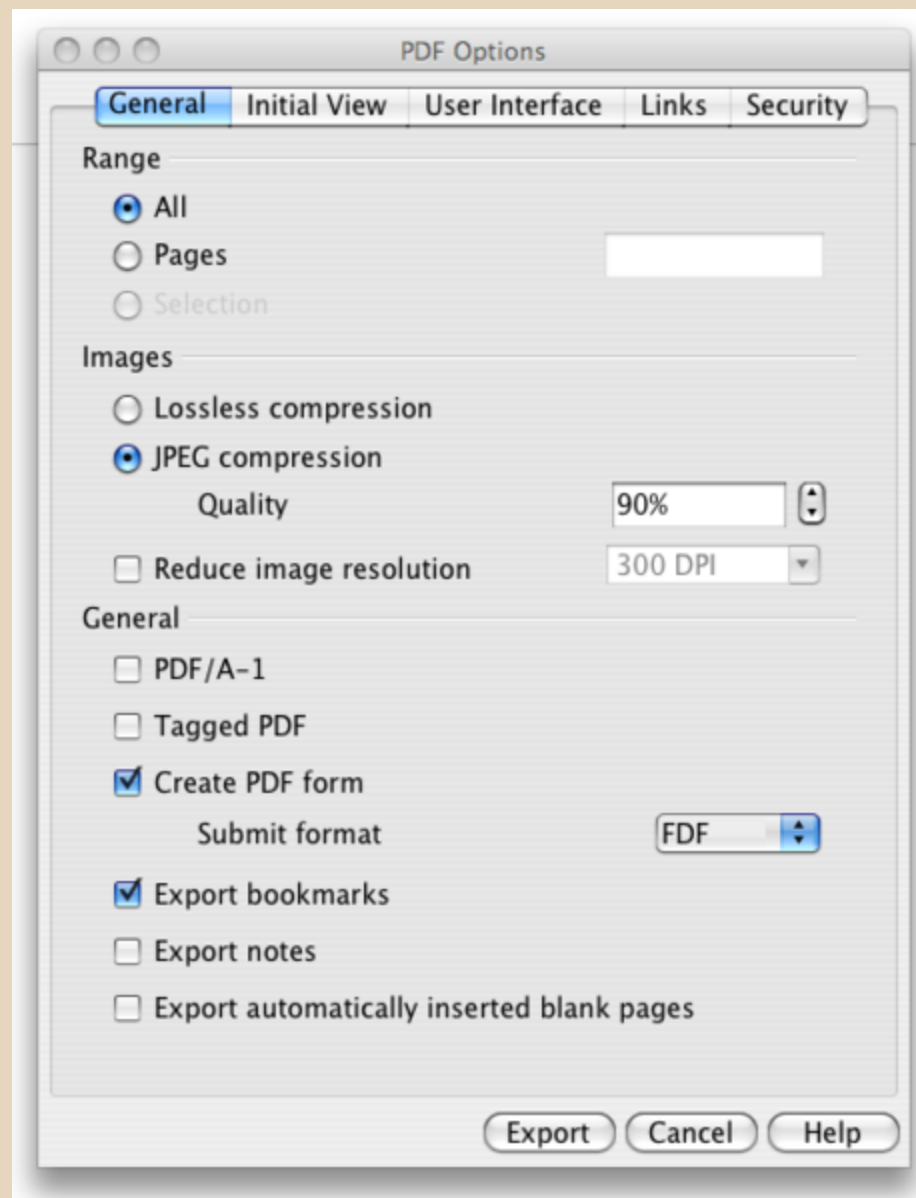 PDF Options
General Initial View User Interface Links Security
Range
All
Pages
Selection
Images
Lossless compression
JPEG compression
Quality 90%
Reduce image resolution 300 DPI
General
PDF/A-1
Tagged PDF
Create PDF form
Submit format FDF
Export bookmarks
Export notes
Export automatically inserted blank pages
Export Cancel Help